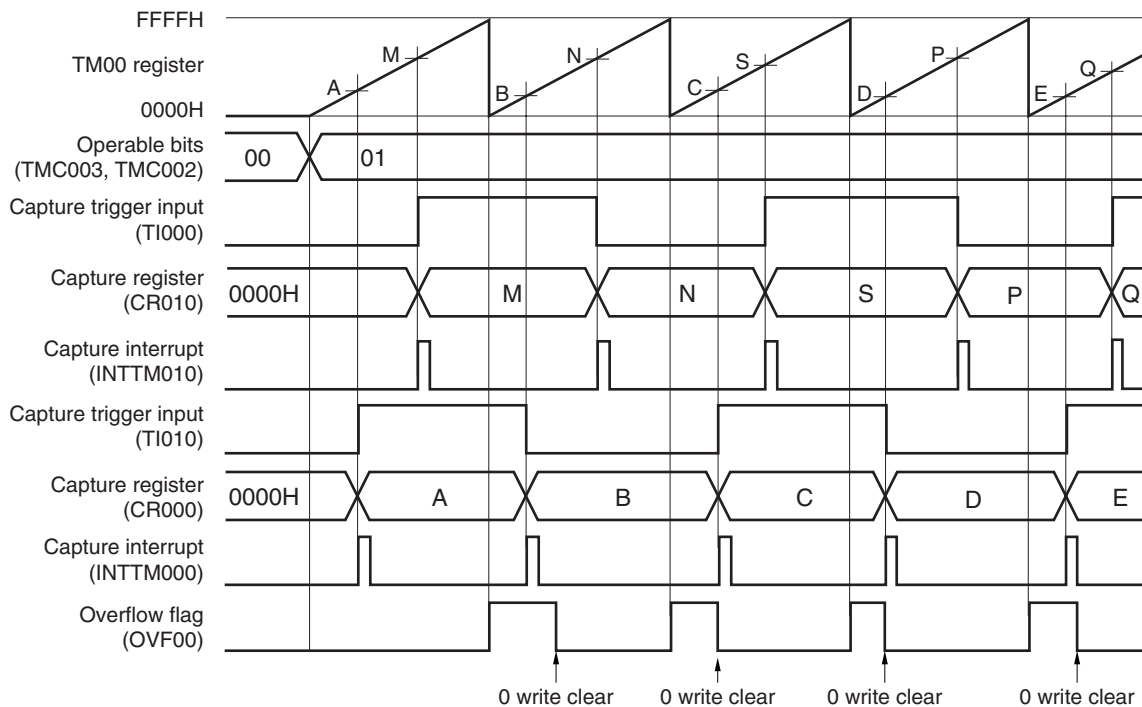 FFFFH
TM00 register
0000H
A M B N C S D P E Q
Operable bits
(TMC003, TMC002)
00 01
Capture trigger input
(TI000)
Capture register
(CR010)
0000H M N S P Q
Capture interrupt
(INTTM010)
Capture trigger input
(TI010)
Capture register
(CR000)
0000H A B C D E
Capture interrupt
(INTTM000)
Overflow flag
(OVF00)
0 write clear 0 write clear 0 write clear 0 write clear